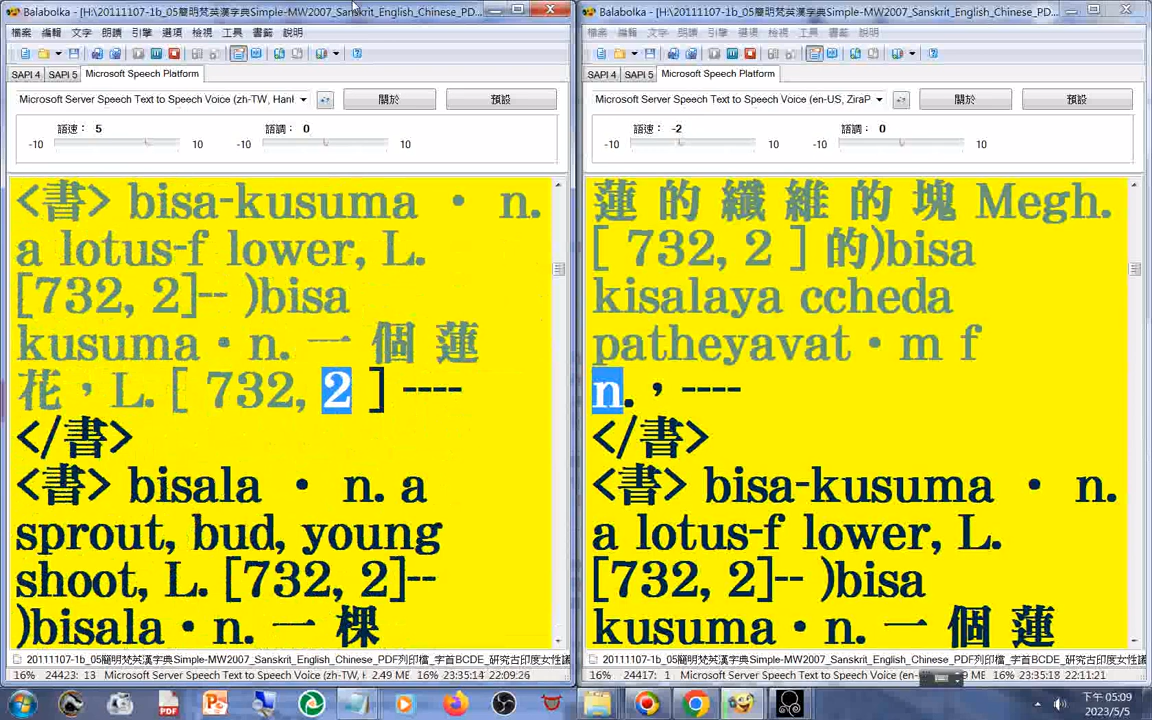 Balabolka - [H:\20111107-1b_05簡明梵英漢字典Simple-MW2007_Sanskrit_English_Chinese_PD...
檔案 編輯 文字 朗讀 引擎 選項 檢視 工具 書籤 說明
SAPI 4 SAPI 5 Microsoft Speech Platform
Microsoft Server Speech Text to Speech Voice (zh-TW, Hanl
關於
預設
語速： 5
語調： 0
-10 10 -10 10
<書> bisa-kusuma ‧ n.
a lotus-f lower, L.
[732, 2]-- )bisa
kusuma‧n. 一 個 蓮
花，L. [ 732, 2 ] ----
</書>
<書> bisala ‧ n. a
sprout, bud, young
shoot, L. [732, 2]--
)bisala‧n. 一 棵
20111107-1b_05簡明梵英漢字典Simple-MW2007_Sanskrit_English_Chinese_PDF列印檔_字首BCDE_研究古印度女性議
16% 24423: 13 Microsoft Server Speech Text to Speech Voice (zh-TW, H 2.49 MB 16% 23:35:14 22:09:26
Balabolka - [H:\20111107-1b_05簡明梵英漢字典Simple-MW2007_Sanskrit_English_Chinese_PD...
檔案 編輯 文字 朗讀 引擎 選項 檢視 工具 書籤 說明
SAPI 4 SAPI 5 Microsoft Speech Platform
Microsoft Server Speech Text to Speech Voice (en-US, ZiraP
關於
預設
語速： -2
語調： 0
-10 10 -10 10
蓮 的 纖 維 的 塊 Megh.
[ 732, 2 ] 的)bisa
kisalaya ccheda
patheyavat‧m f
n.，----
</書>
<書> bisa-kusuma ‧ n.
a lotus-f lower, L.
[732, 2]-- )bisa
kusuma‧n. 一 個 蓮
20111107-1b_05簡明梵英漢字典Simple-MW2007_Sanskrit_English_Chinese_PDF列印檔_字首BCDE_研究古印度女性議
16% 24417: 1 Microsoft Server Speech Text to Speech Voice (en-U 16% 23:35:18 22:11:21
下午 05:09
2023/5/5